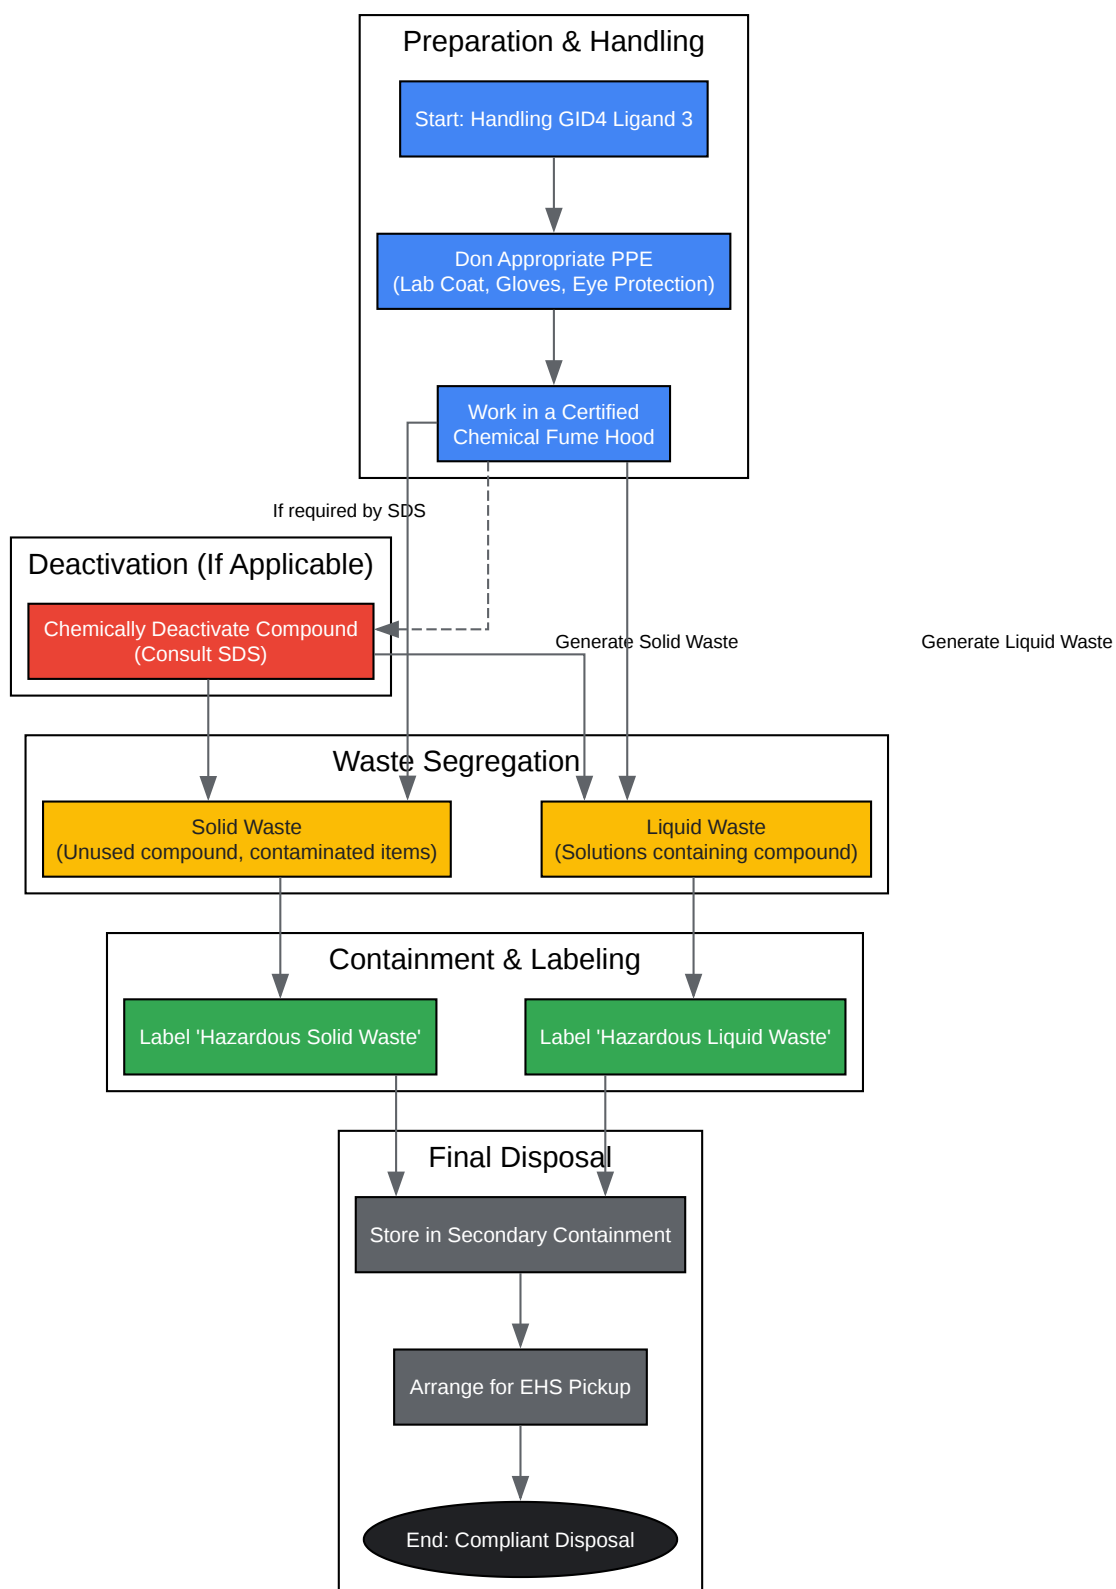 Preparation & Handling
Start: Handling GID4 Ligand 3
Don Appropriate PPE
(Lab Coat, Gloves, Eye Protection)
Work in a Certified
Chemical Fume Hood
If required by SDS
Deactivation (If Applicable)
Chemically Deactivate Compound
(Consult SDS)
Generate Solid Waste
Generate Liquid Waste
Waste Segregation
Solid Waste
(Unused compound, contaminated items)
Liquid Waste
(Solutions containing compound)
Containment & Labeling
Label 'Hazardous Solid Waste'
Label 'Hazardous Liquid Waste'
Final Disposal
Store in Secondary Containment
Arrange for EHS Pickup
End: Compliant Disposal